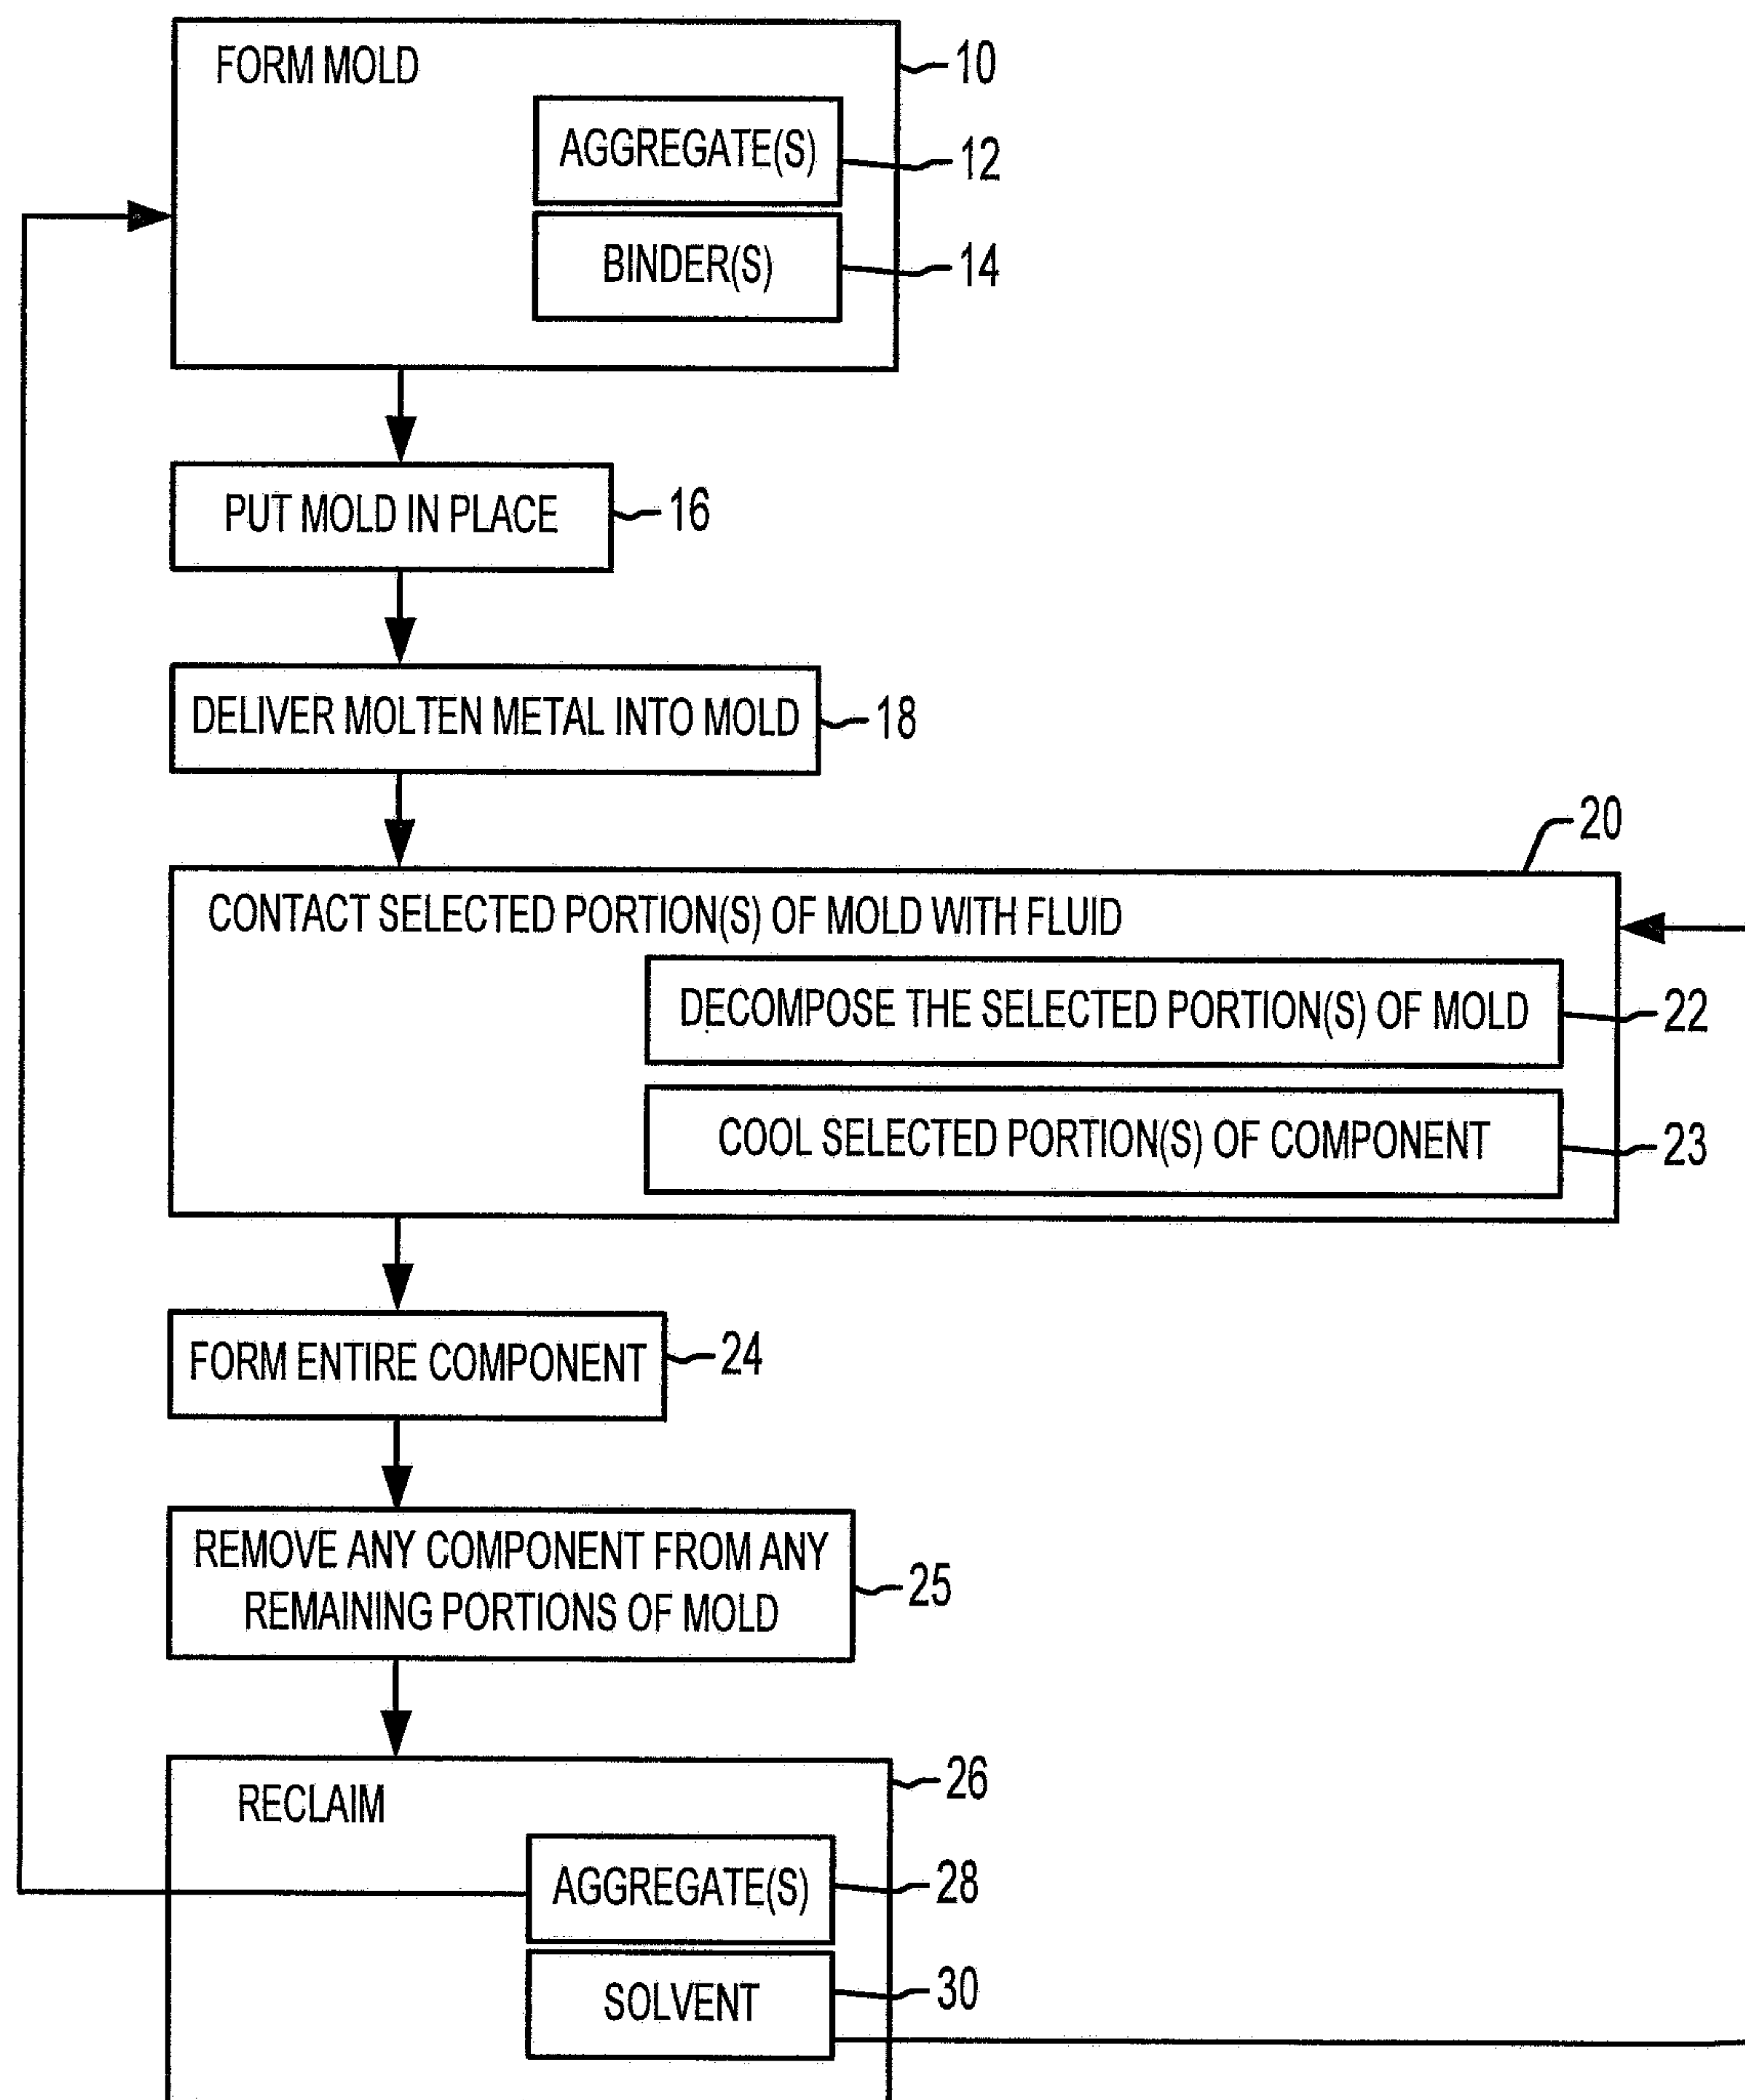 FORM MOLD
10
AGGREGATE(S)
12
BINDER(S)
14
PUT MOLD IN PLACE
16
DELIVER MOLTEN METAL INTO MOLD
18
20
CONTACT SELECTED PORTION(S) OF MOLD WITH FLUID
DECOMPOSE THE SELECTED PORTION(S) OF MOLD
22
COOL SELECTED PORTION(S) OF COMPONENT
23
FORM ENTIRE COMPONENT
24
REMOVE ANY COMPONENT FROM ANY
REMAINING PORTIONS OF MOLD
25
RECLAIM
26
AGGREGATE(S)
28
SOLVENT
30